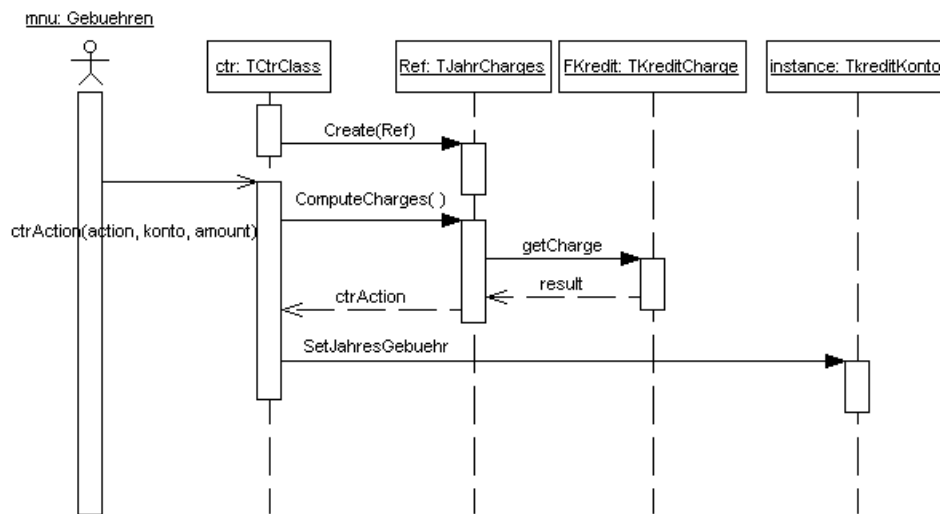 mnu: Gebuehren
ctr: TCtrClass
Ref: TJahrCharges
FKredit: TKreditCharge
instance: TkreditKonto
Create(Ref)
ctrAction(action, konto, amount)
ComputeCharges( )
getCharge
result
ctrAction
SetJahresGebuehr